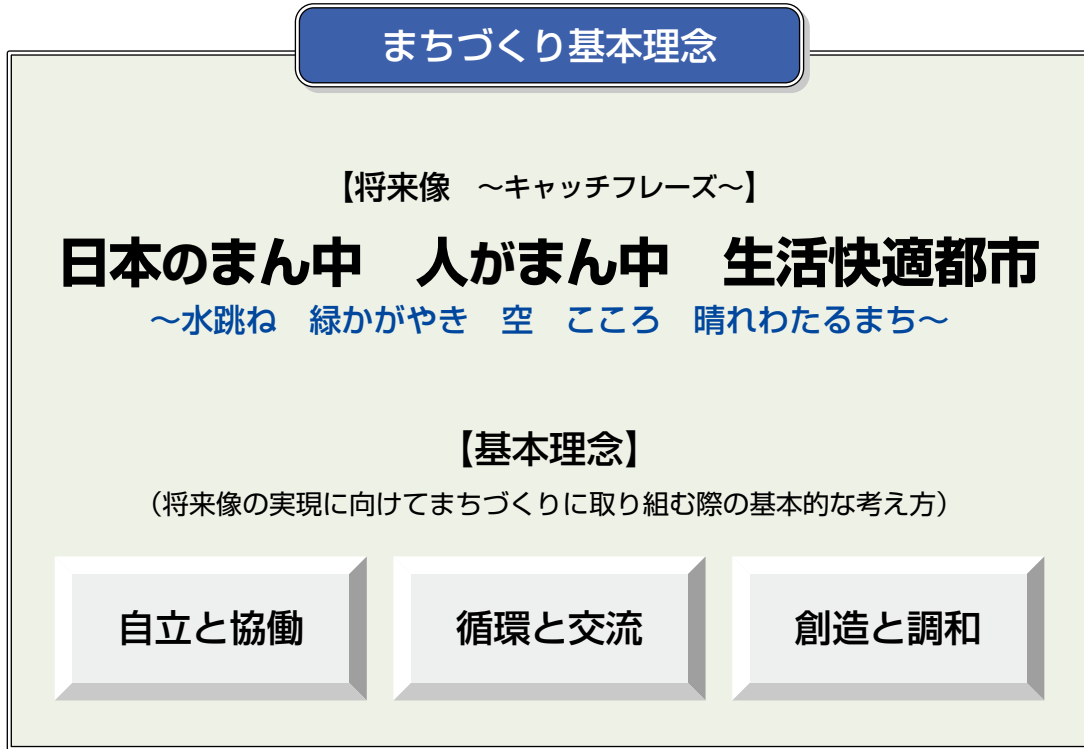 まちづくり基本理念
【将来像　～キャッチフレーズ～】
日本のまん中　人がまん中　生活快適都市
～水跳ね　緑かがやき　空　こころ　晴れわたるまち～
【基本理念】
（将来像の実現に向けてまちづくりに取り組む際の基本的な考え方）
自立と協働　循環と交流　創造と調和